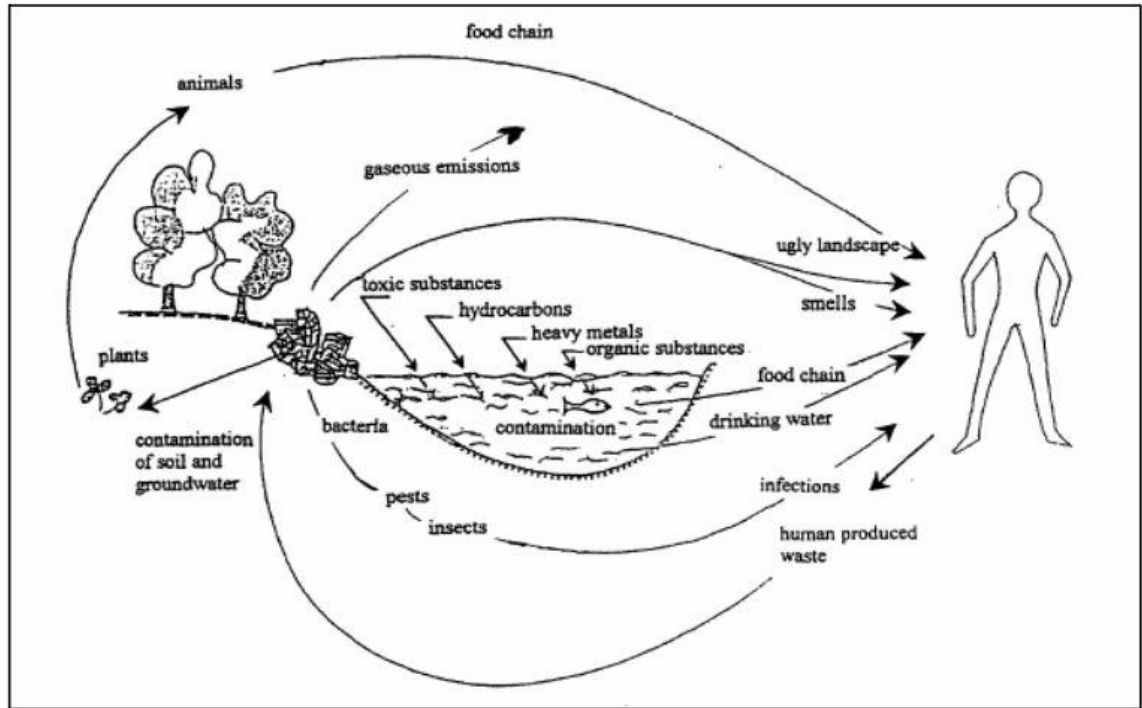 food chain
animals
gaseous emissions
ugly landscape
toxic substances
smells
hydrocarbons
heavy metals
organic substances
plants
food chain
bacteria
contamination
drinking water
contamination
of soil and
groundwater
pests
infections
insects
human produced
waste